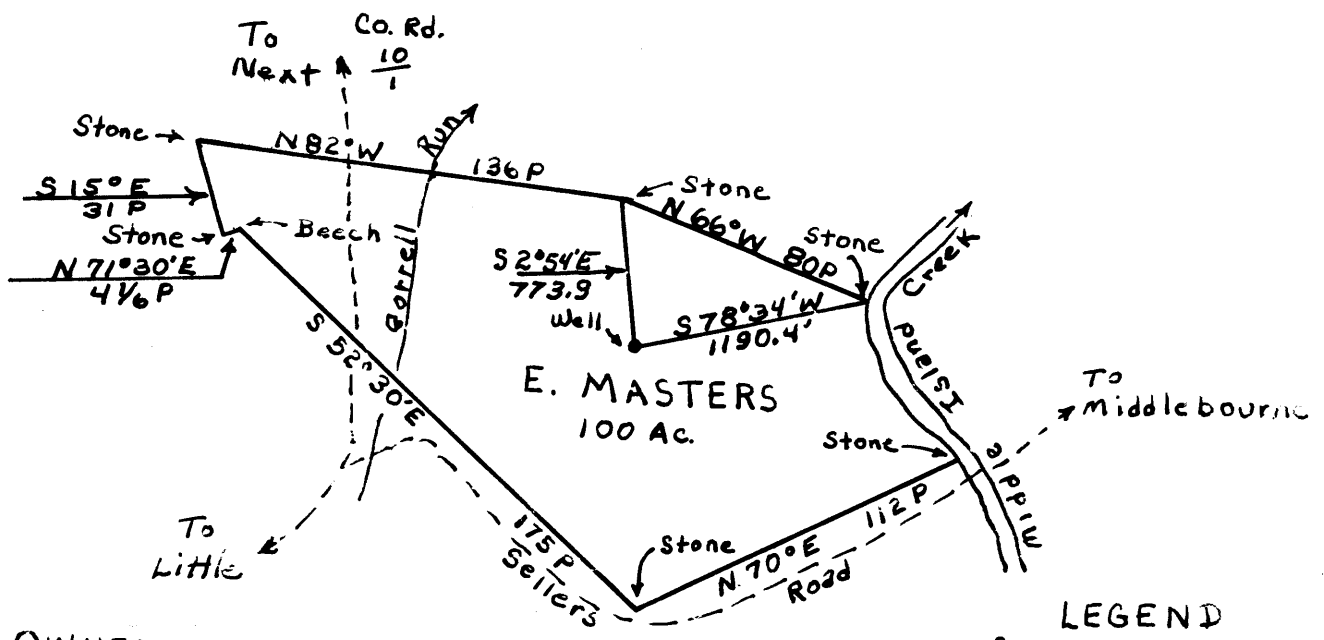 To
Next
Co. Rd.
10
1
Stone
N 82° W
Run
136 P
Stone
S 15° E
31 P
N 66° W
80P
Stone
Stone
Beech
N 71°30' E
4 1/6 P
Gorrell
S 2°54' E
773.9
Well
S 78°34' W
1190.4'
Creek
Island
Middle
S 52°30' E
175 P
E. MASTERS
100 Ac.
To
Middlebourne
Stone
To
Little
Sellers
Road
Stone
N 70° E
112 P
LEGEND